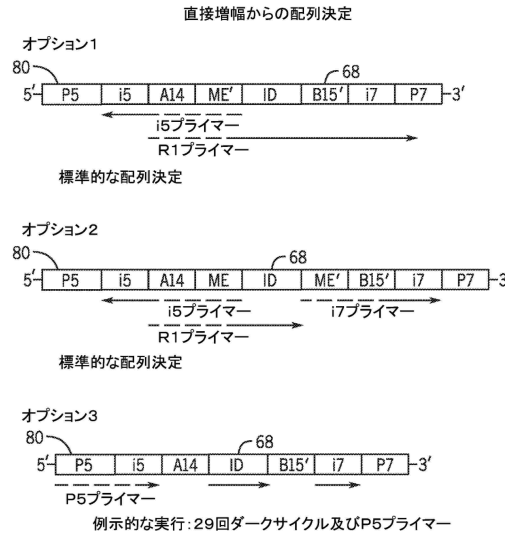 直接増幅からの配列決定
オプション1
80 68
5′ P5 i5 A14 ME′ ID B15′ i7 P7 3′
i5プライマー
R1プライマー
標準的な配列決定
オプション2
80 68
5′ P5 i5 A14 ME ID ME′ B15′ i7 P7 3
i5プライマー i7プライマー
R1プライマー
標準的な配列決定
オプション3
80 68
5′ P5 i5 A14 ID B15′ i7 P7 3′
P5プライマー
例示的な実行:29回ダークサイクル及びP5プライマー